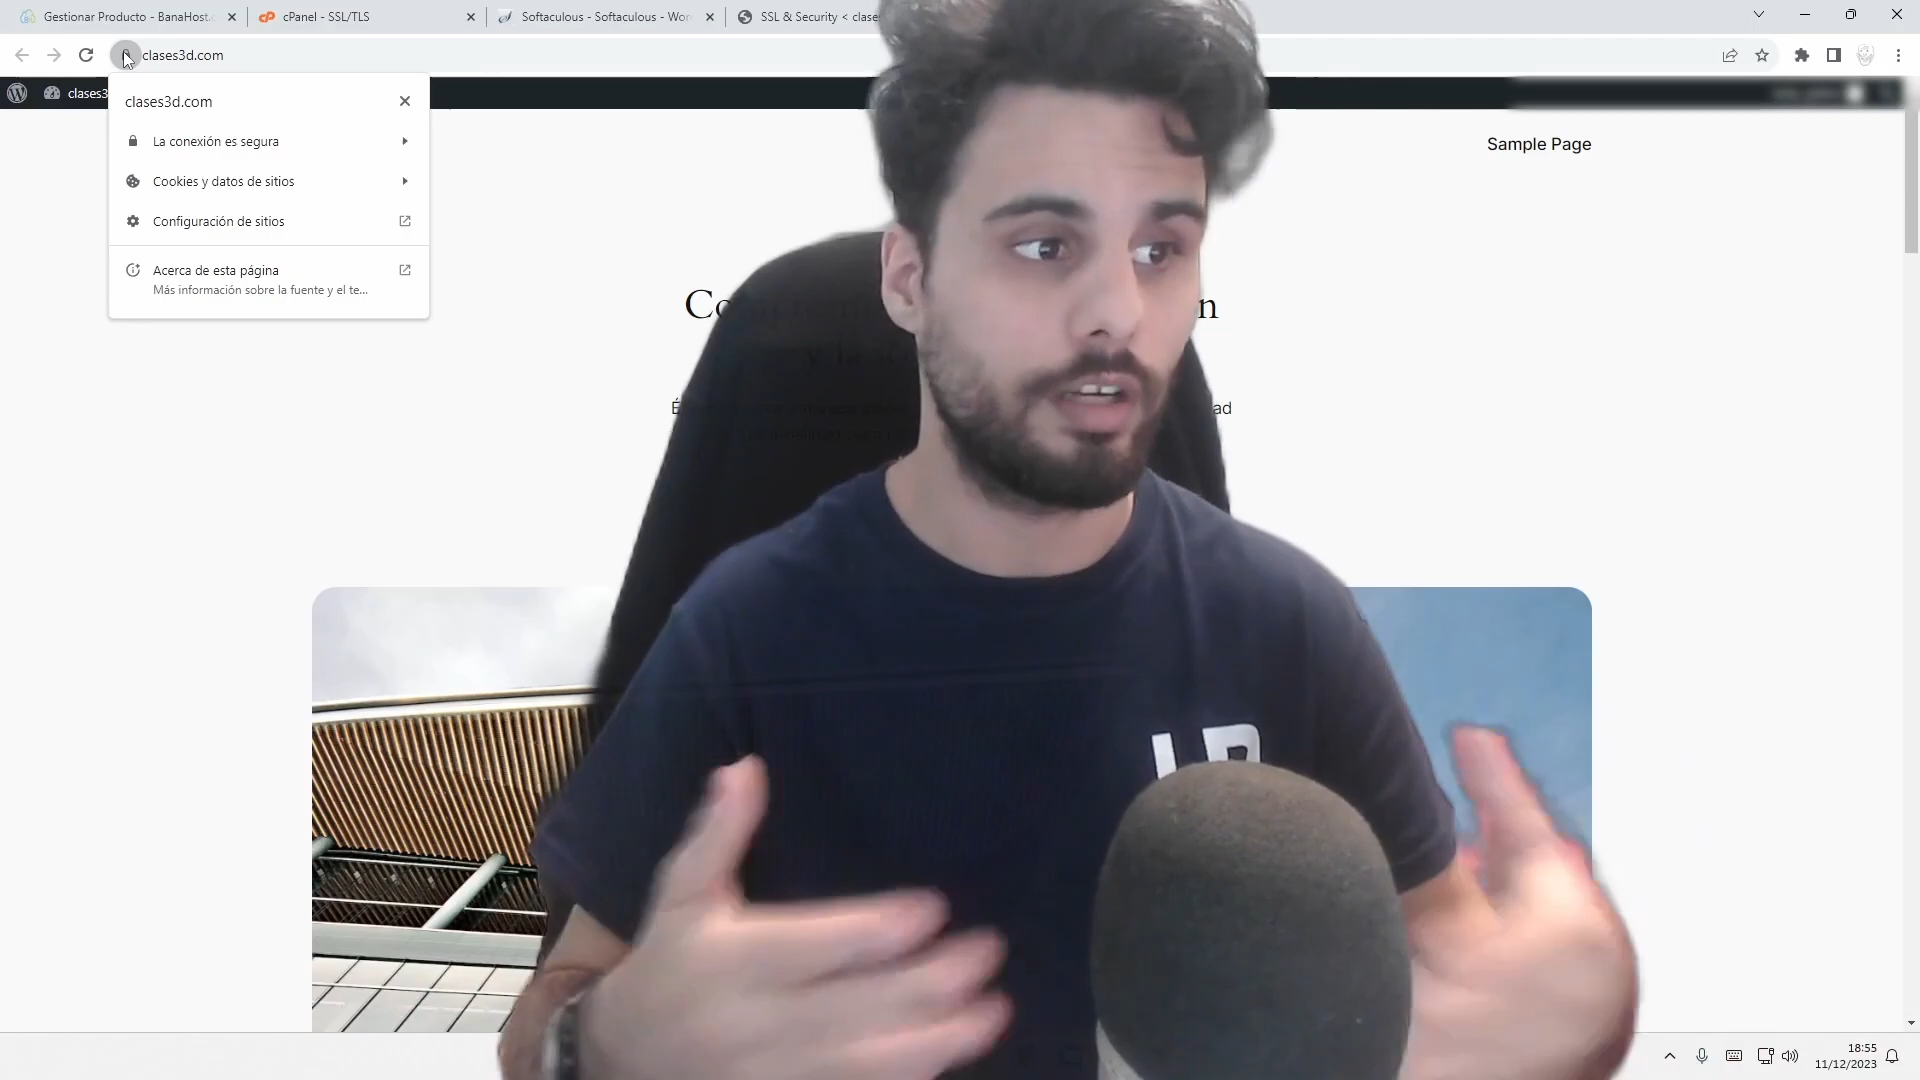 Gestionar Producto - BanaHost.c
cPanel - SSL/TLS
Softaculous - Softaculous - Wor
SSL & Security < clases
clases3d.com
clases3
clases3d.com
La conexión es segura
Cookies y datos de sitios
Configuración de sitios
Acerca de esta página
Más información sobre la fuente y el te...
Sample Page
18:55
11/12/2023